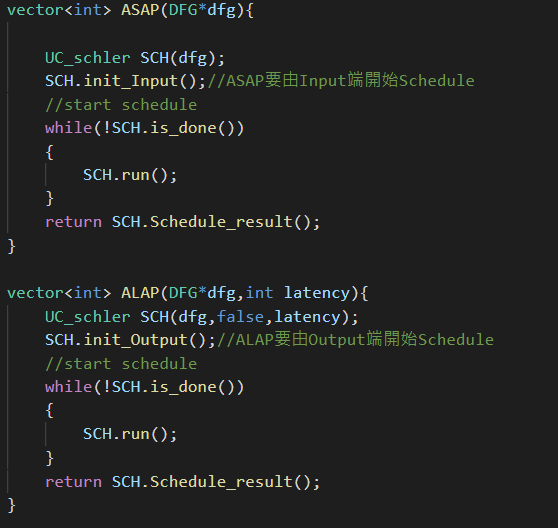 vector<int> ASAP(DFG*dfg){
UC_schler SCH(dfg);
SCH.init_Input();//ASAP要由Input端開始Schedule
//start schedule
while(!SCH.is_done())
{
SCH.run();
}
return SCH.Schedule_result();
}
vector<int> ALAP(DFG*dfg,int latency){
UC_schler SCH(dfg,false,latency);
SCH.init_Output();//ALAP要由Output端開始Schedule
//start schedule
while(!SCH.is_done())
{
SCH.run();
}
return SCH.Schedule_result();
}